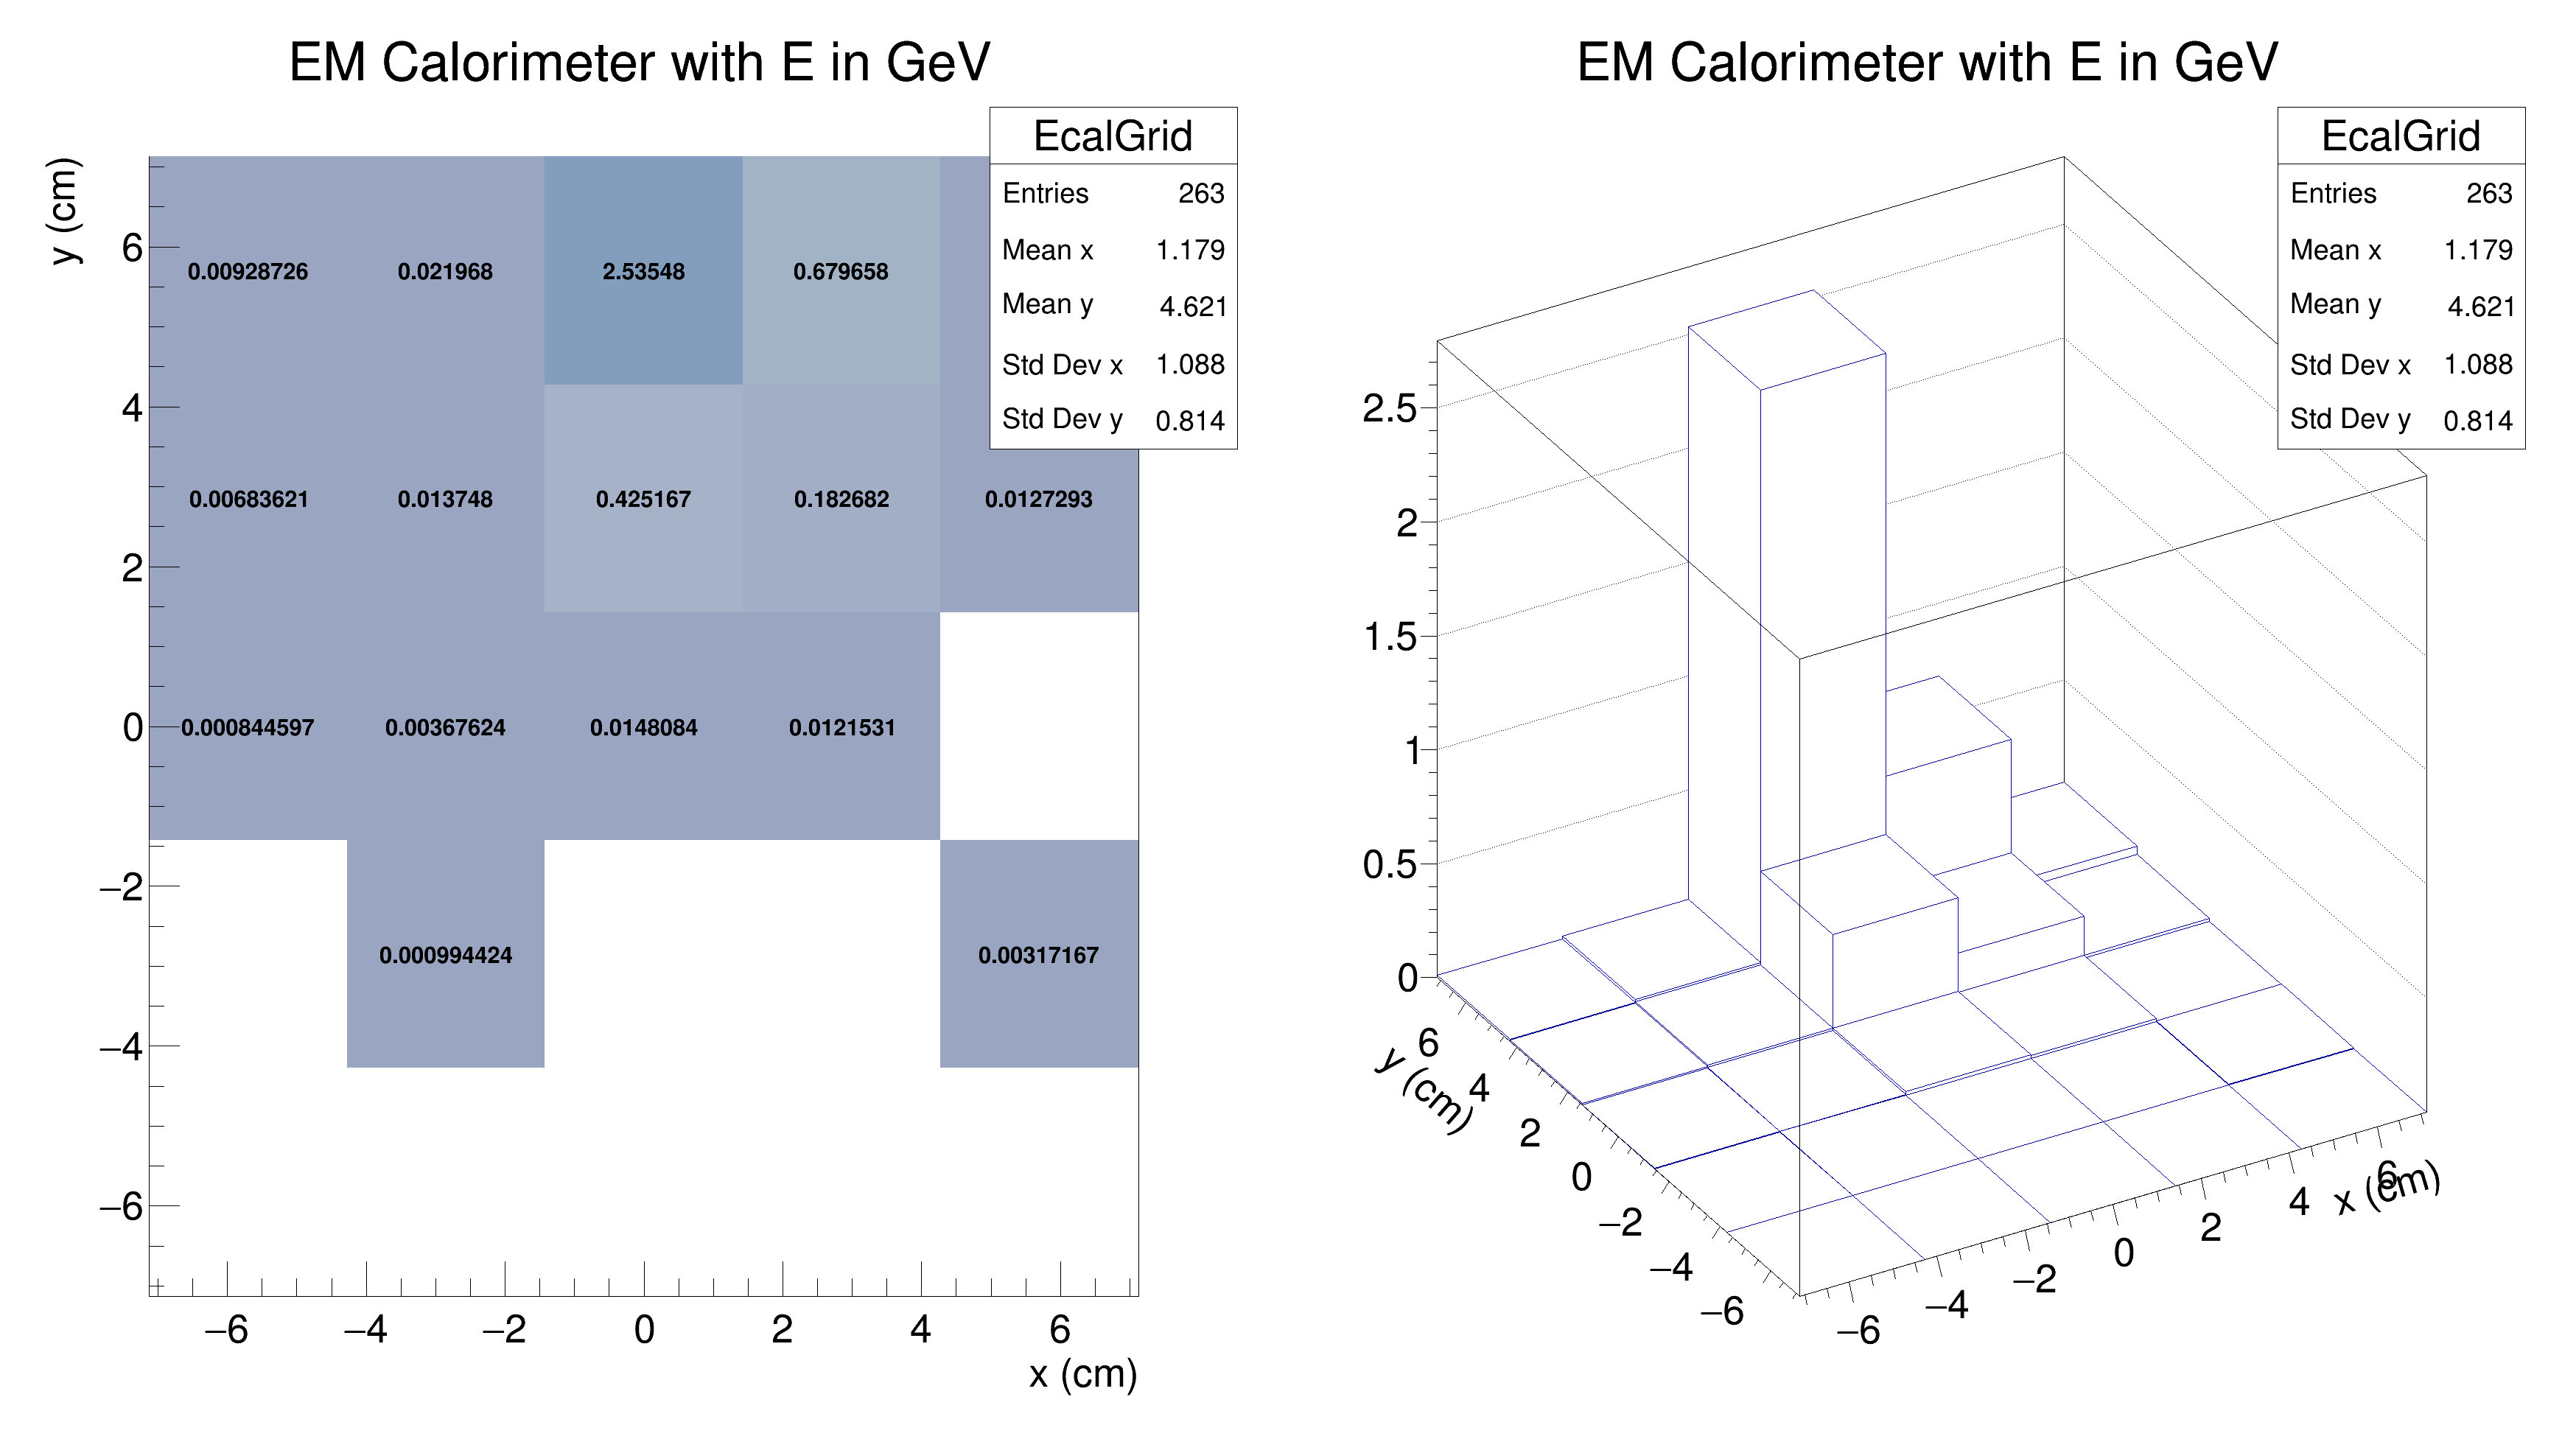 EM Calorimeter with E in GeV
EcalGrid
Entries 263
Mean x 1.179
Mean y 4.621
Std Dev x 1.088
Std Dev y 0.814
y (cm)
6
4
2
0
−2
−4
−6
0.00928726 0.021968 2.53548 0.679658
0.00683621 0.013748 0.425167 0.182682 0.0127293
0.000844597 0.00367624 0.0148084 0.0121531
0.000994424 0.00317167
−6 −4 −2 0 2 4 6
x (cm)
EM Calorimeter with E in GeV
EcalGrid
Entries 263
Mean x 1.179
Mean y 4.621
Std Dev x 1.088
Std Dev y 0.814
2.5
2
1.5
1
0.5
0
6
4
2
0
−2
−4
−6
y (cm)
−6
−4
−2
0
2
4
6
x (cm)